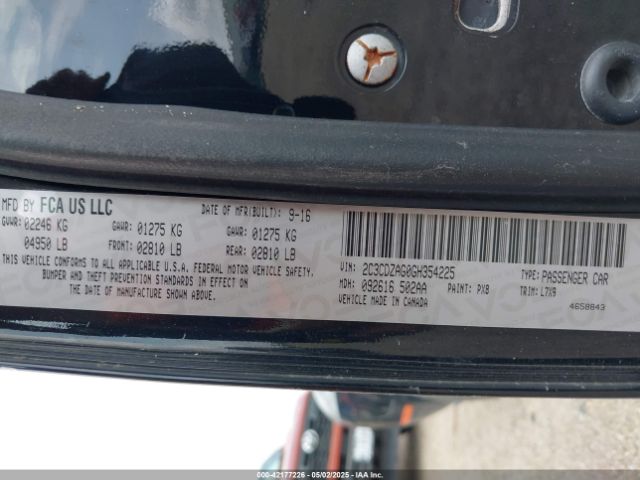 MFD BY FCA US LLC DATE OF MFR(BUILT): 9-16
GVWR: 02246 KG GAWR: 01275 KG GAWR: 01275 KG
04950 LB FRONT: 02810 LB REAR: 02810 LB
THIS VEHICLE CONFORMS TO ALL APPLICABLE U.S.A. FEDERAL MOTOR VEHICLE SAFETY,
BUMPER AND THEFT PREVENTION STANDARDS IN EFFECT ON
THE DATE OF MANUFACTURE SHOWN ABOVE.
VIN: 2C3CDZAG0GH354225 TYPE: PASSENGER CAR
MDH: 092616 502AA PAINT: PX8 TRIM: L7X9
VEHICLE MADE IN CANADA 4658843
000-42177226 - 05/02/2025 - IAAI.com